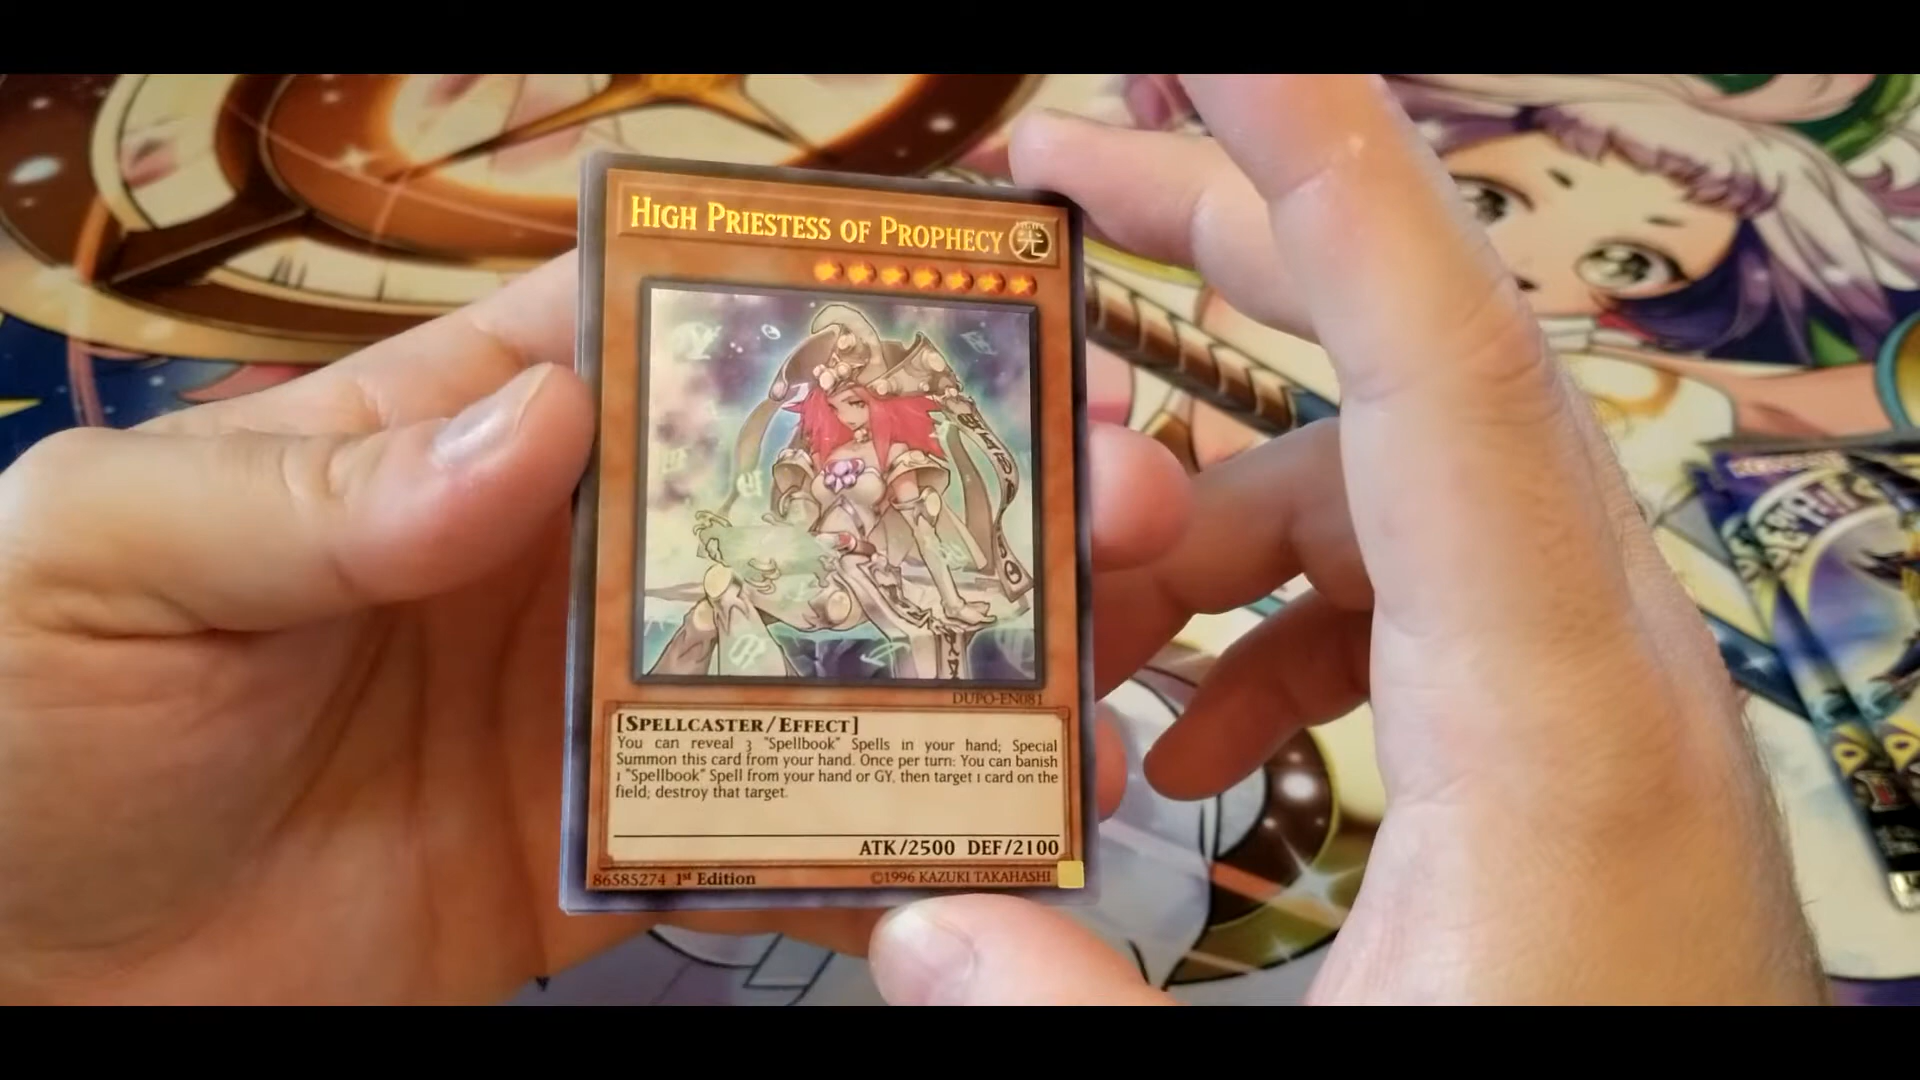 HIGH PRIESTESS OF PROPHECY
LIGHT
光
DUPO-EN081
[SPELLCASTER/EFFECT]
You can reveal 3 "Spellbook" Spells in your hand; Special
Summon this card from your hand. Once per turn: You can banish
1 "Spellbook" Spell from your hand or GY, then target 1 card on the
field; destroy that target.
ATK/2500 DEF/2100
86585274 1st Edition ©1996 KAZUKI TAKAHASHI